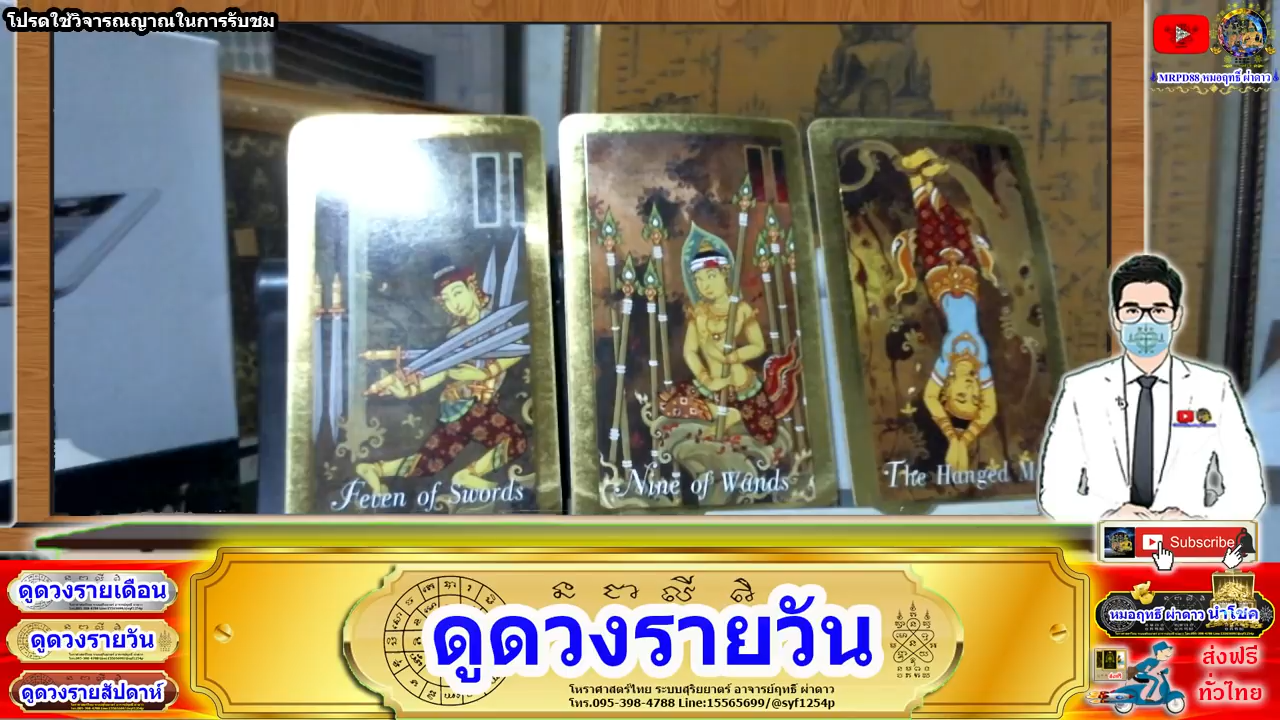 โปรดใช้วิจารณญาณในการรับชม
MRPD88 หมอฤทธิ์ ผ่าดาว
Seven of Swords
Nine of Wands
The Hanged M
Subscribe
ดูดวงรายเดือน
ดูดวงรายวัน
ดูดวงรายสัปดาห์
ดูดวงรายวัน
โหราศาสตร์ไทย ระบบสุริยยาตร์ อาจารย์ฤทธิ์ ผ่าดาว
โทร.095-398-4788 Line:15565699/@syf1254p
หมอฤทธิ์ ผ่าดาว นำโชค
ส่งฟรี
ทั่วไทย